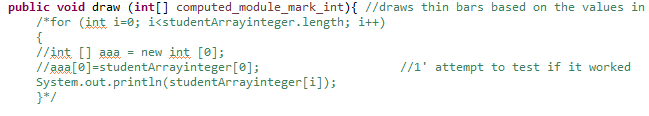 public void draw (int[] computed_module_mark_int){ //draws thin bars based on the values in
/*for (int i=0; i<studentArrayinteger.length; i++)
{
//int [] aaa = new int [0];
//aaa[0]=studentArrayinteger[0]; //1' attempt to test if it worked
System.out.println(studentArrayinteger[i]);
}*/